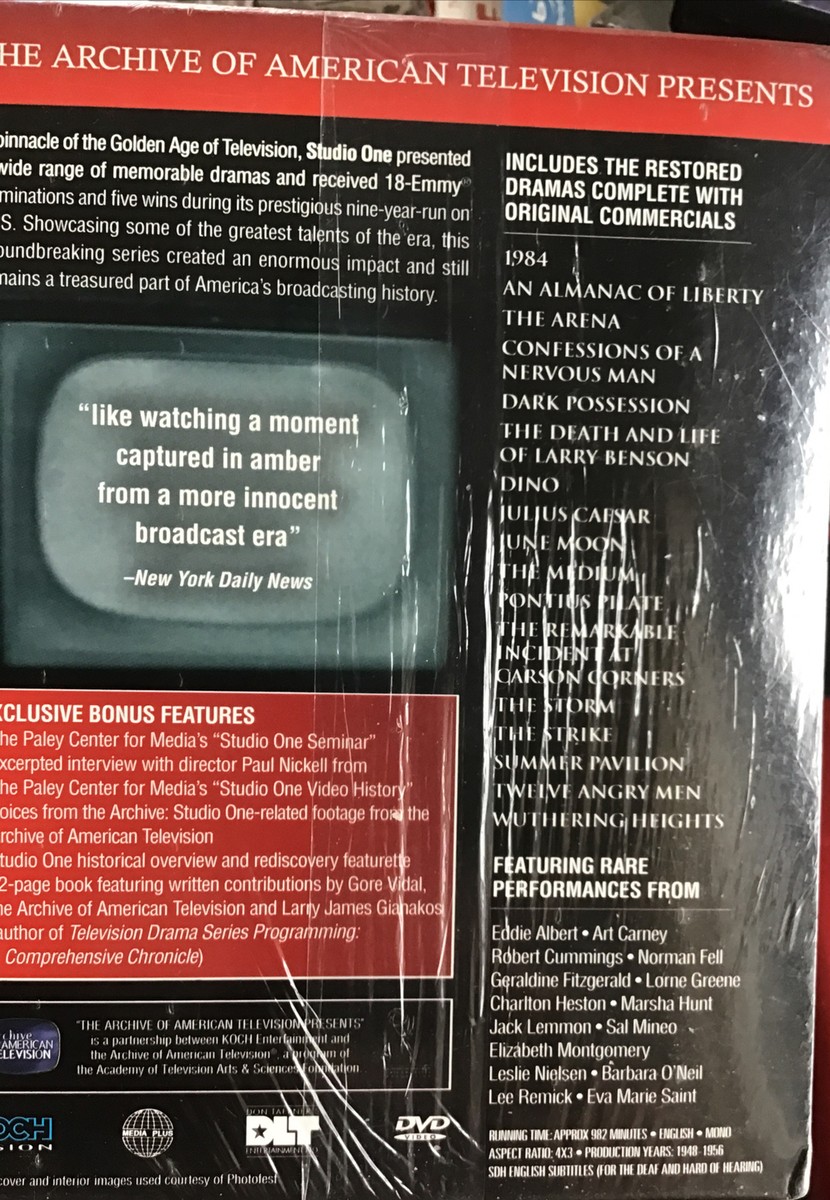 HE ARCHIVE OF AMERICAN TELEVISION PRESENTS
pinnacle of the Golden Age of Television, Studio One presented
wide range of memorable dramas and received 18-Emmy®
minations and five wins during its prestigious nine-year-run on
S. Showcasing some of the greatest talents of the era, this
oundbreaking series created an enormous impact and still
mains a treasured part of America's broadcasting history.
"like watching a moment
captured in amber
from a more innocent
broadcast era"
–New York Daily News
XCLUSIVE BONUS FEATURES
he Paley Center for Media's "Studio One Seminar"
xcerpted interview with director Paul Nickell from
he Paley Center for Media's "Studio One Video History"
oices from the Archive: Studio One-related footage from the
rchive of American Television
tudio One historical overview and rediscovery featurette
2-page book featuring written contributions by Gore Vidal,
he Archive of American Television and Larry James Gianakos
author of Television Drama Series Programming:
Comprehensive Chronicle)
chive
AMERICAN
ELEVISION
"THE ARCHIVE OF AMERICAN TELEVISION PRESENTS"
is a partnership between KOCH Entertainment and
the Archive of American Television®, a program of
the Academy of Television Arts & Sciences Foundation
OCH
SION
MEDIA PLUS
DLT
ENTERTAINMENT
DVD
VIDEO
cover and interior images used courtesy of Photofest
INCLUDES THE RESTORED
DRAMAS COMPLETE WITH
ORIGINAL COMMERCIALS
1984
AN ALMANAC OF LIBERTY
THE ARENA
CONFESSIONS OF A
NERVOUS MAN
DARK POSSESSION
THE DEATH AND LIFE
OF LARRY BENSON
DINO
JULIUS CAESAR
JUNE MOON
THE MEDIUM
PONTIUS PILATE
THE REMARKABLE
INCIDENT AT
CARSON CORNERS
THE STORM
THE STRIKE
SUMMER PAVILION
TWELVE ANGRY MEN
WUTHERING HEIGHTS
FEATURING RARE
PERFORMANCES FROM
Eddie Albert • Art Carney
Robert Cummings • Norman Fell
Geraldine Fitzgerald • Lorne Greene
Charlton Heston • Marsha Hunt
Jack Lemmon • Sal Mineo
Elizabeth Montgomery
Leslie Nielsen • Barbara O'Neil
Lee Remick • Eva Marie Saint
RUNNING TIME: APPROX 982 MINUTES • ENGLISH • MONO
ASPECT RATIO: 4X3 • PRODUCTION YEARS: 1948-1956
SDH ENGLISH SUBTITLES (FOR THE DEAF AND HARD OF HEARING)